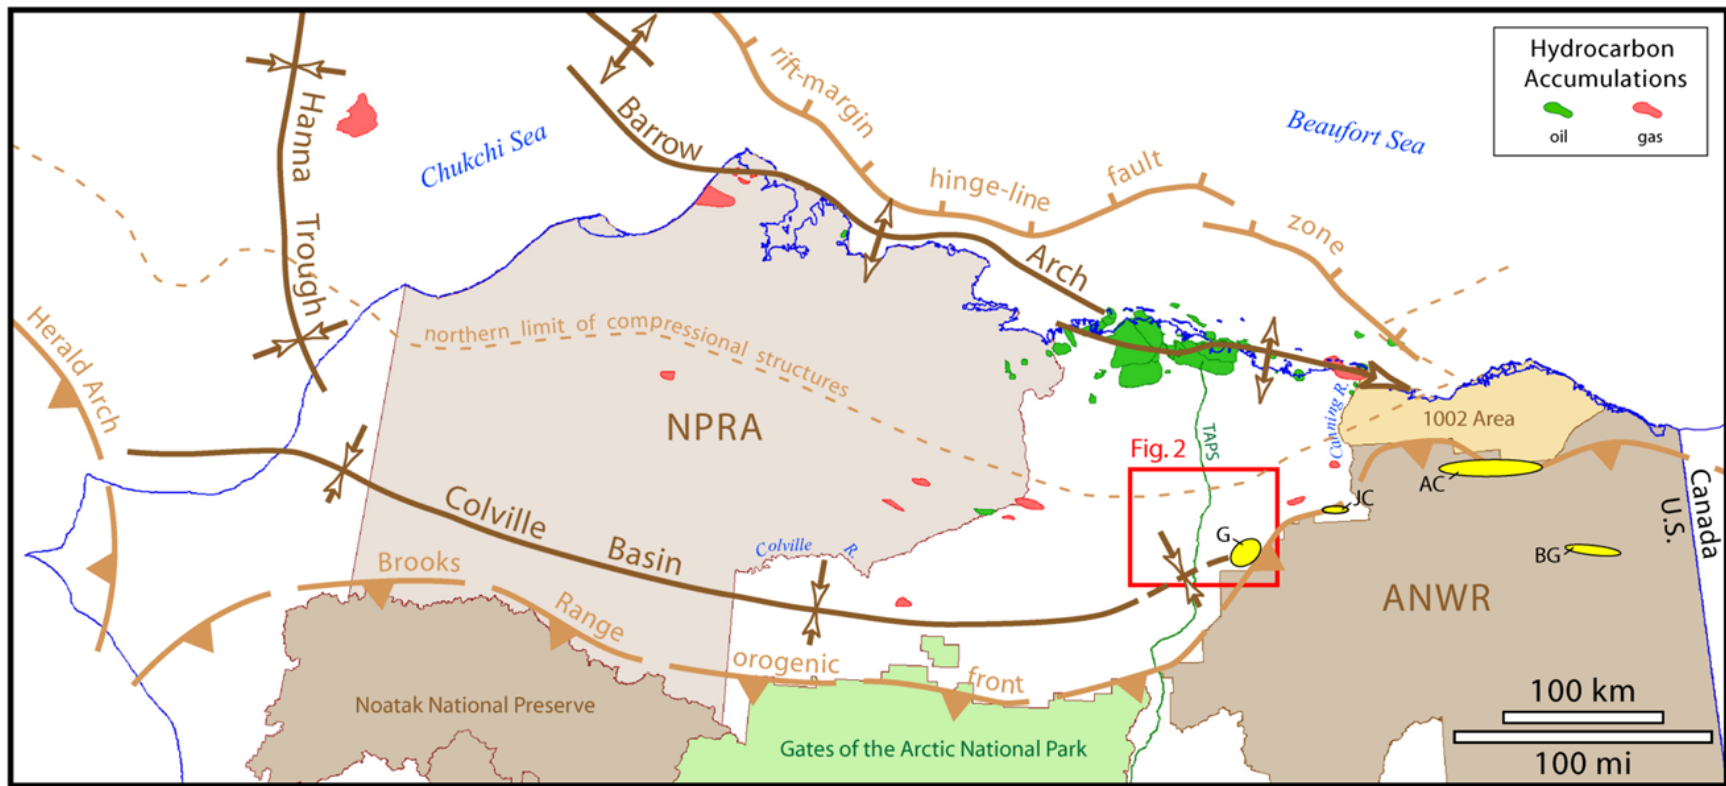 Hydrocarbon
Accumulations
oil
gas
Hanna Trough
Chukchi Sea
Barrow
Arch
rift-margin
hinge-line
fault
zone
Beaufort Sea
Herald Arch
northern limit of compressional structures
NPRA
TAPS
Canning R.
1002 Area
Fig. 2
AC
JC
G
BG
Colville
Basin
Colville R.
Brooks
Range
orogenic
front
ANWR
Canada
U.S.
Noatak National Preserve
Gates of the Arctic National Park
100 km
100 mi